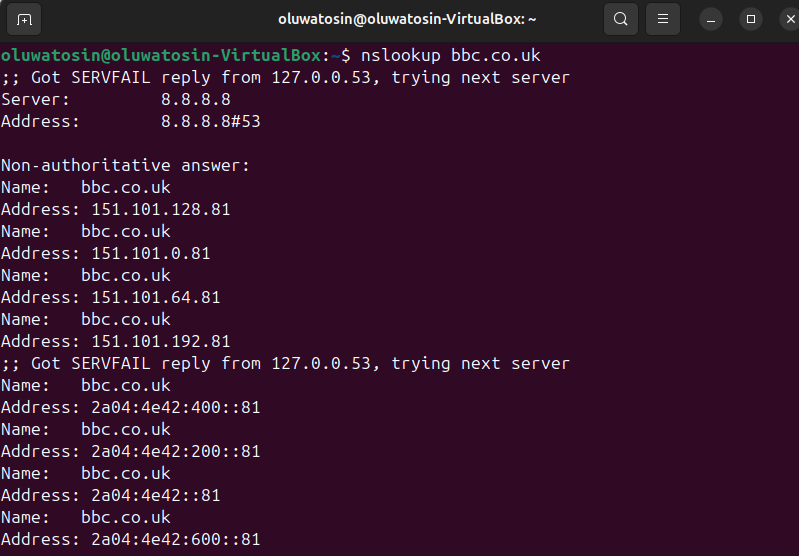 oluwatosin@oluwatosin-VirtualBox: ~
oluwatosin@oluwatosin-VirtualBox:~$ nslookup bbc.co.uk
;; Got SERVFAIL reply from 127.0.0.53, trying next server
Server:         8.8.8.8
Address:        8.8.8.8#53

Non-authoritative answer:
Name:   bbc.co.uk
Address: 151.101.128.81
Name:   bbc.co.uk
Address: 151.101.0.81
Name:   bbc.co.uk
Address: 151.101.64.81
Name:   bbc.co.uk
Address: 151.101.192.81
;; Got SERVFAIL reply from 127.0.0.53, trying next server
Name:   bbc.co.uk
Address: 2a04:4e42:400::81
Name:   bbc.co.uk
Address: 2a04:4e42:200::81
Name:   bbc.co.uk
Address: 2a04:4e42::81
Name:   bbc.co.uk
Address: 2a04:4e42:600::81